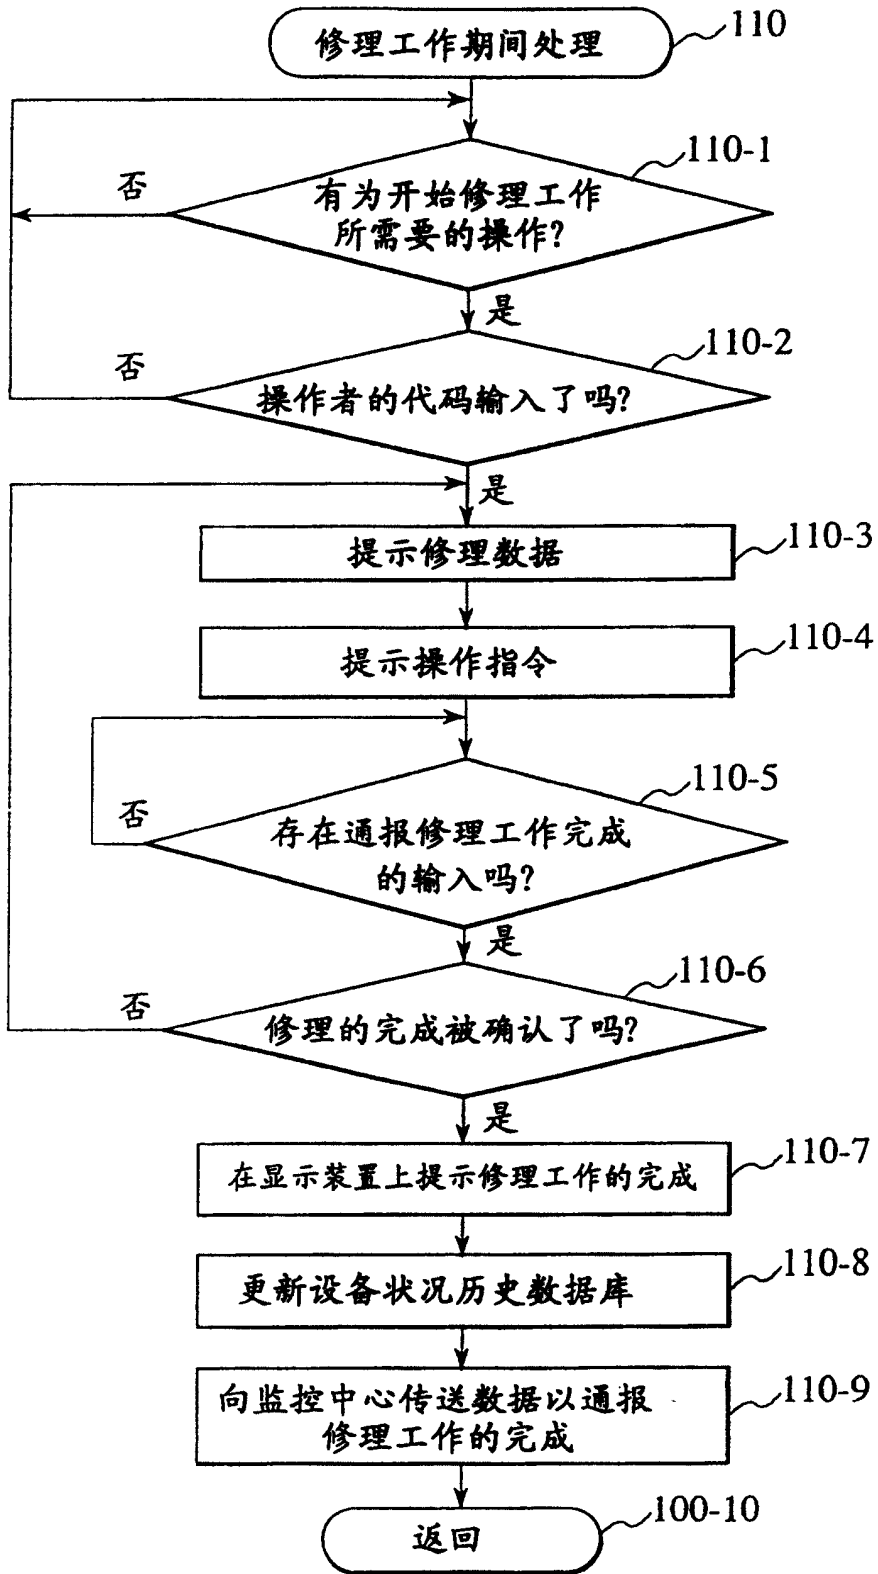 修理工作期间处理
110
110-1
否
有为开始修理工作
所需要的操作?
是
110-2
否
操作者的代码输入了吗?
是
110-3
提示修理数据
110-4
提示操作指令
110-5
否
存在通报修理工作完成
的输入吗?
是
110-6
否
修理的完成被确认了吗?
是
110-7
在显示装置上提示修理工作的完成
110-8
更新设备状况历史数据库
110-9
向监控中心传送数据以通报
修理工作的完成
100-10
返回